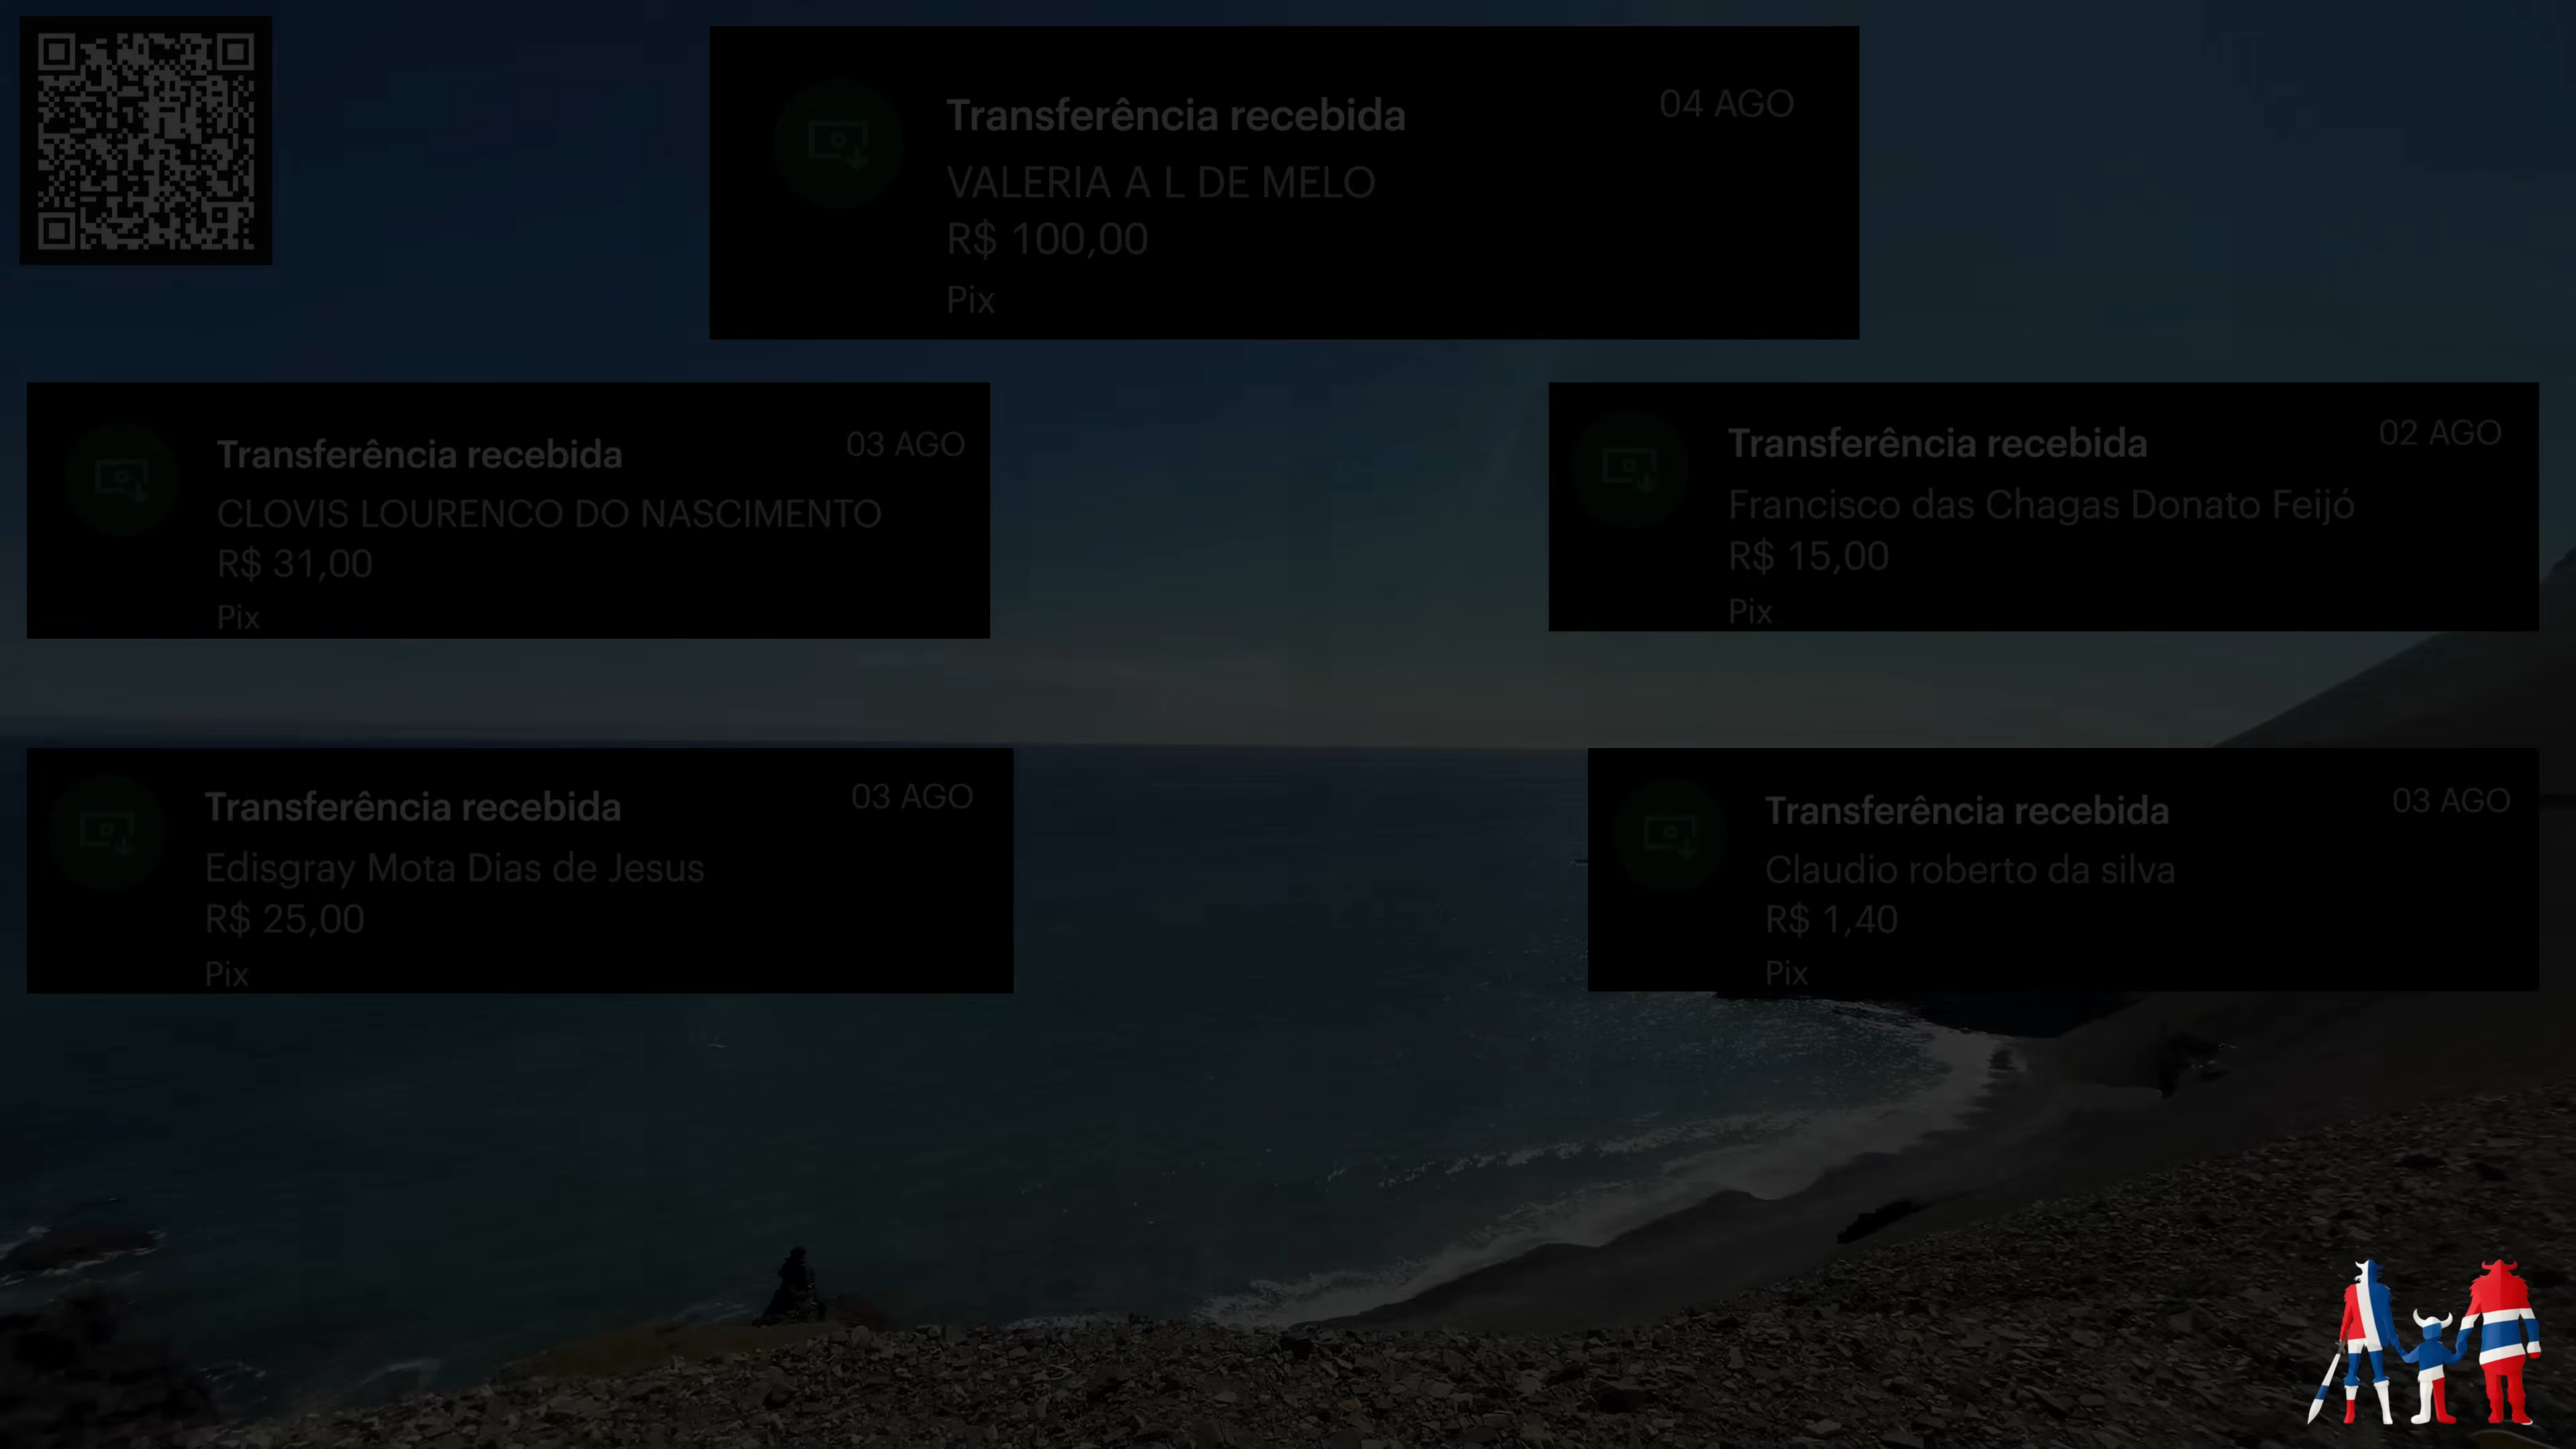 Transferência recebida
04 AGO
VALERIA A L DE MELO
R$ 100,00
Pix
Transferência recebida
03 AGO
CLOVIS LOURENCO DO NASCIMENTO
R$ 31,00
Pix
Transferência recebida
02 AGO
Francisco das Chagas Donato Feijó
R$ 15,00
Pix
Transferência recebida
03 AGO
Edisgray Mota Dias de Jesus
R$ 25,00
Pix
Transferência recebida
03 AGO
Claudio roberto da silva
R$ 1,40
Pix